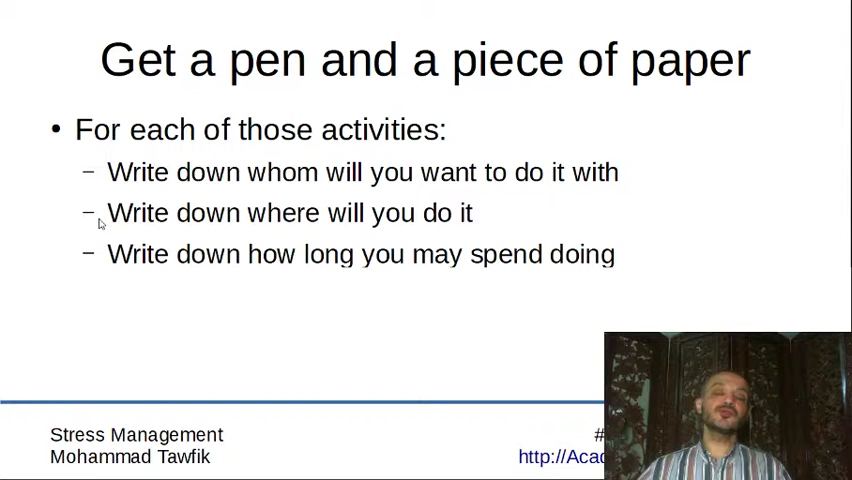 Get a pen and a piece of paper
• For each of those activities:
– Write down whom will you want to do it with
– Write down where will you do it
– Write down how long you may spend doing
Stress Management
#
Mohammad Tawfik
http://Acad